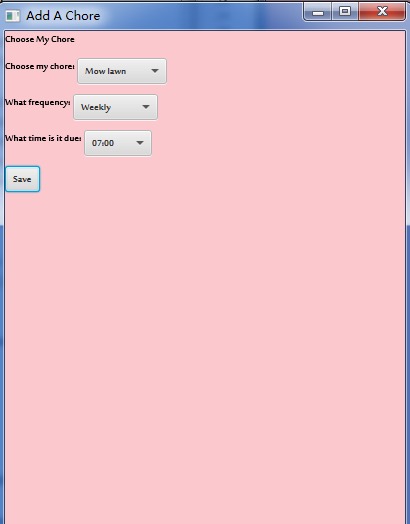 Add A Chore
Choose My Chore
Choose my chore: Mow lawn
What frequency: Weekly
What time is it due: 07:00
Save